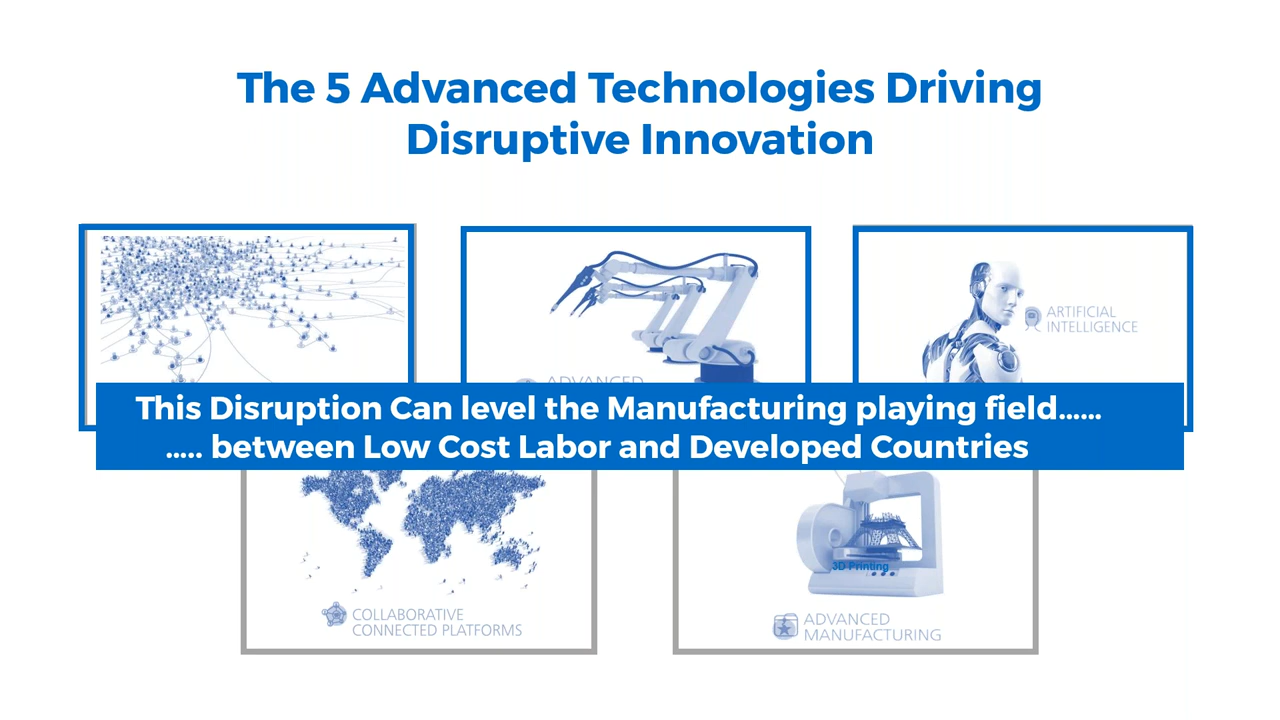 The 5 Advanced Technologies Driving
Disruptive Innovation
ARTIFICIAL
INTELLIGENCE
ADVANCED
This Disruption Can level the Manufacturing playing field......
..... between Low Cost Labor and Developed Countries
3D Printing
COLLABORATIVE
CONNECTED PLATFORMS
ADVANCED
MANUFACTURING